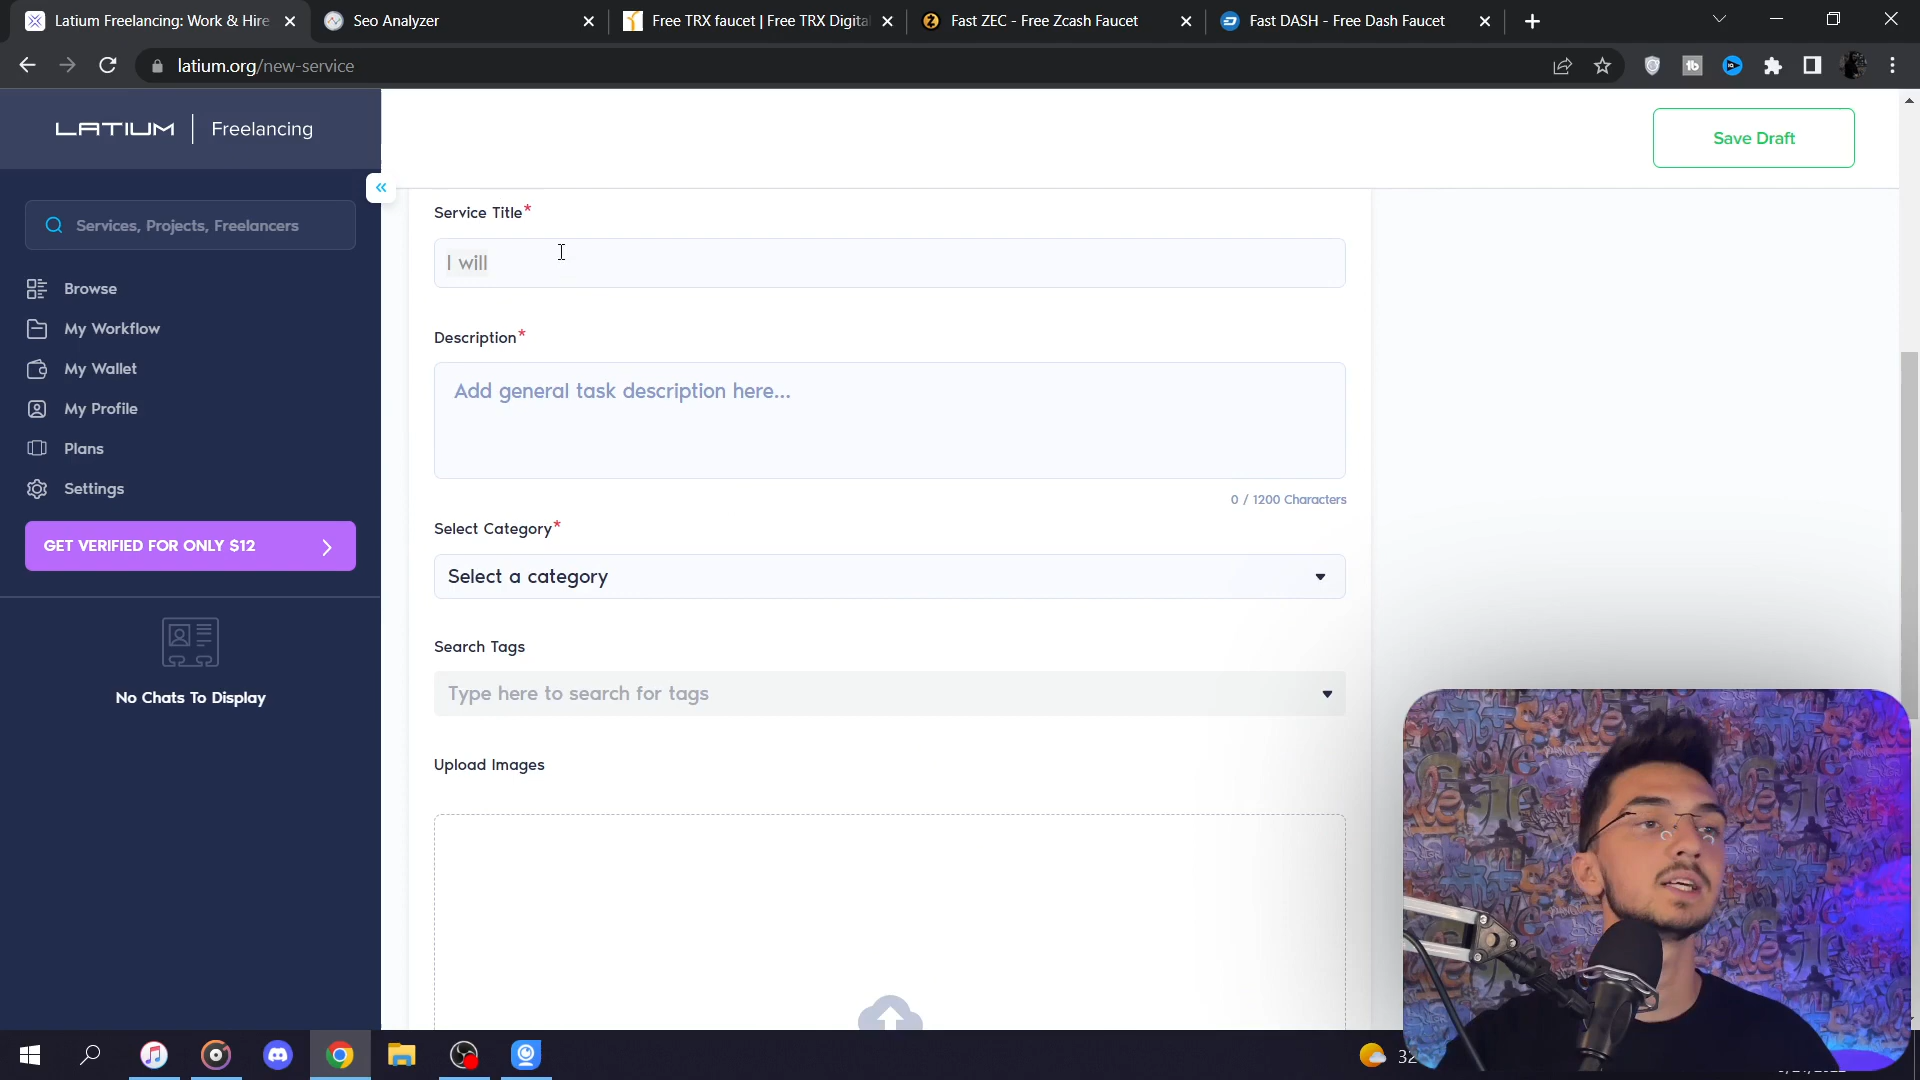 Latium Freelancing: Work & Hire
Seo Analyzer
Free TRX faucet | Free TRX Digital
Fast ZEC - Free Zcash Faucet
Fast DASH - Free Dash Faucet
latium.org/new-service
LATIUM | Freelancing
Save Draft
Services, Projects, Freelancers
Browse
My Workflow
My Wallet
My Profile
Plans
Settings
GET VERIFIED FOR ONLY $12
No Chats To Display
Service Title*
I will
Description*
Add general task description here...
0 / 1200 Characters
Select Category*
Select a category
Search Tags
Type here to search for tags
Upload Images